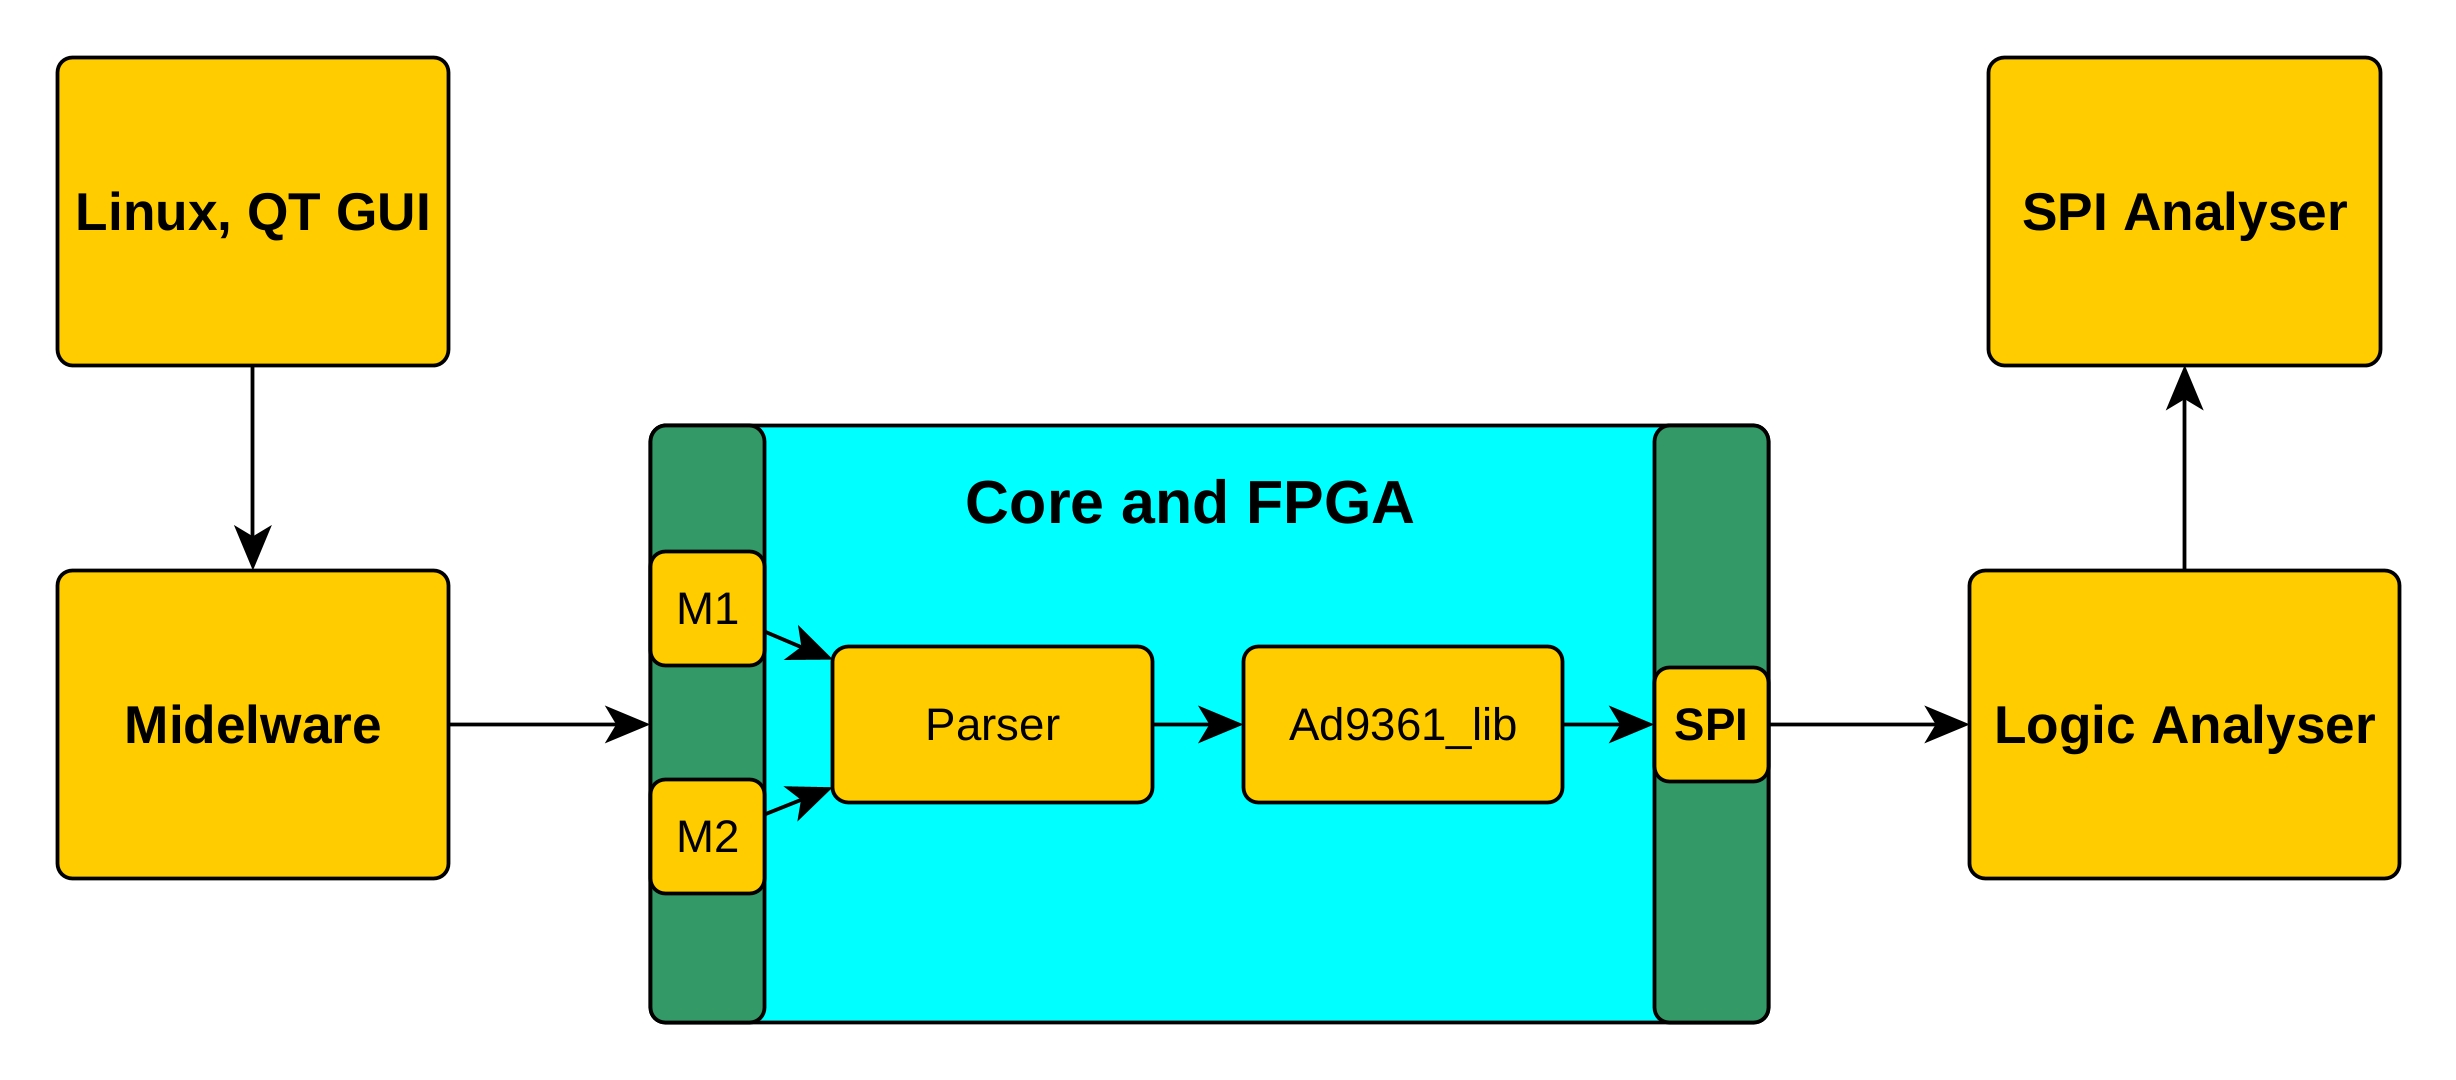 Linux, QT GUI
SPI Analyser
Core and FPGA
M1
Midelware
Parser
Ad9361_lib
SPI
Logic Analyser
M2